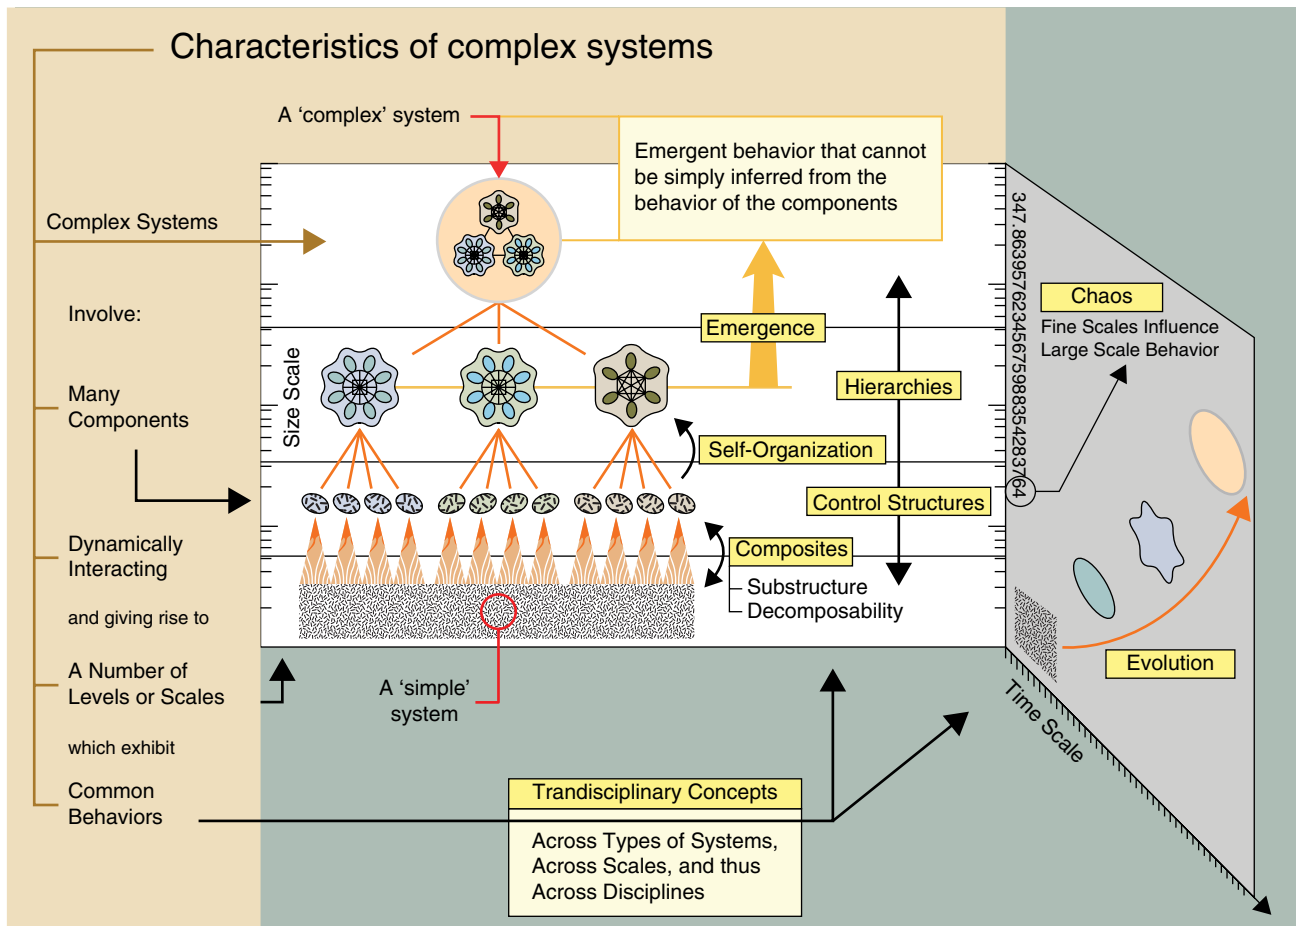 Characteristics of complex systems
A ‘complex’ system
Emergent behavior that cannot
be simply inferred from the
behavior of the components
Complex Systems
Involve:
Many
Components
Dynamically
Interacting
and giving rise to
A Number of
Levels or Scales
which exhibit
Common
Behaviors
Size Scale
Emergence
Hierarchies
Self-Organization
Control Structures
Composites
Substructure
Decomposability
A ‘simple’
system
Trandisciplinary Concepts
Across Types of Systems,
Across Scales, and thus
Across Disciplines
347.86395762345675988354283764
Chaos
Fine Scales Influence
Large Scale Behavior
Evolution
Time Scale